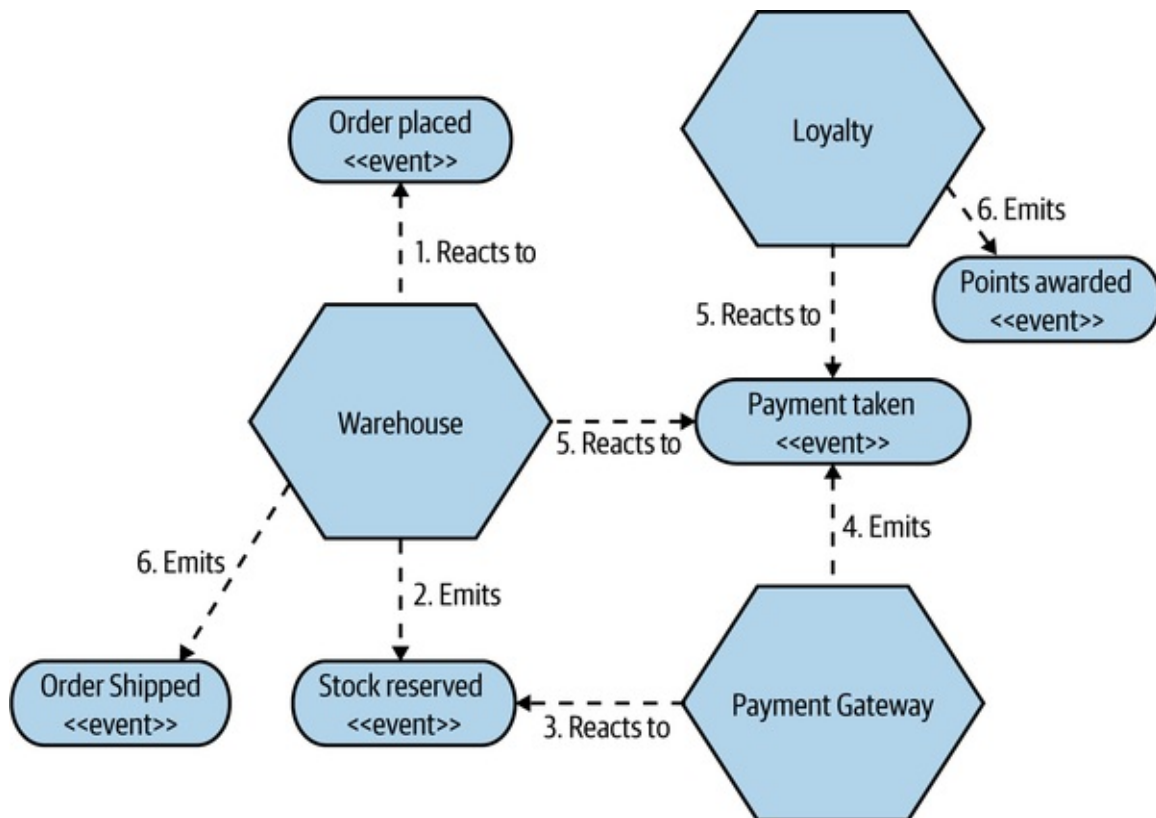 Order placed
<<event>>
Loyalty
6. Emits
1. Reacts to
Points awarded
<<event>>
5. Reacts to
Payment taken
<<event>>
Warehouse
5. Reacts to
4. Emits
6. Emits
2. Emits
Order Shipped
<<event>>
Stock reserved
<<event>>
3. Reacts to
Payment Gateway